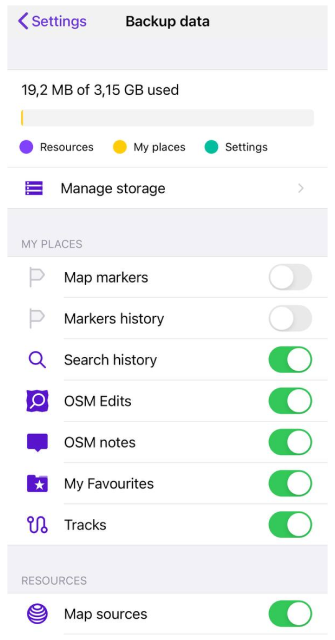 Settings Backup data
19,2 MB of 3,15 GB used
Resources My places Settings
Manage storage
MY PLACES
Map markers
Markers history
Search history
OSM Edits
OSM notes
My Favourites
Tracks
RESOURCES
Map sources